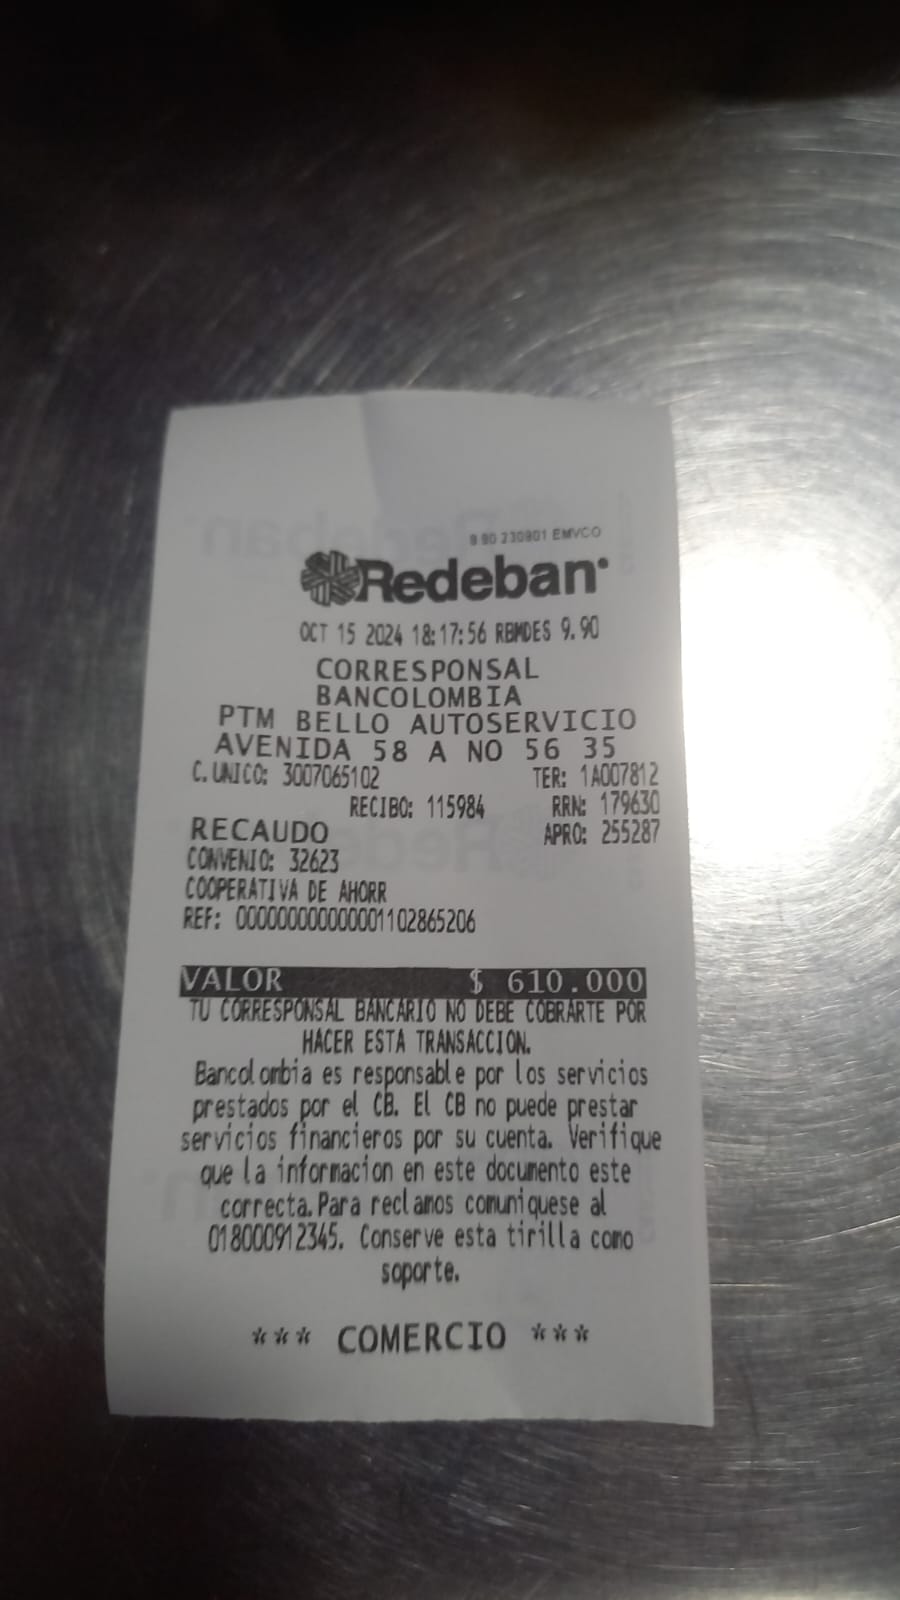 9 90 230801 EMVCO
Redeban
OCT 15 2024 18:17:56 RBMDES 9.90
CORRESPONSAL
BANCOLOMBIA
PTM BELLO AUTOSERVICIO
AVENIDA 58 A NO 56 35
C.UNICO: 3007065102 TER: 1A007812
RECIBO: 115984 RRN: 179630
RECAUDO APRO: 255287
CONVENIO: 32623
COOPERATIVA DE AHORR
REF: 00000000000001102865206
VALOR $ 610.000
TU CORRESPONSAL BANCARIO NO DEBE COBRARTE POR
HACER ESTA TRANSACCION.
Bancolombia es responsable por los servicios
prestados por el CB. El CB no puede prestar
servicios financieros por su cuenta. Verifique
que la informacion en este documento este
correcta.Para reclamos comuniquese al
018000912345. Conserve esta tirilla como
soporte.
*** COMERCIO ***